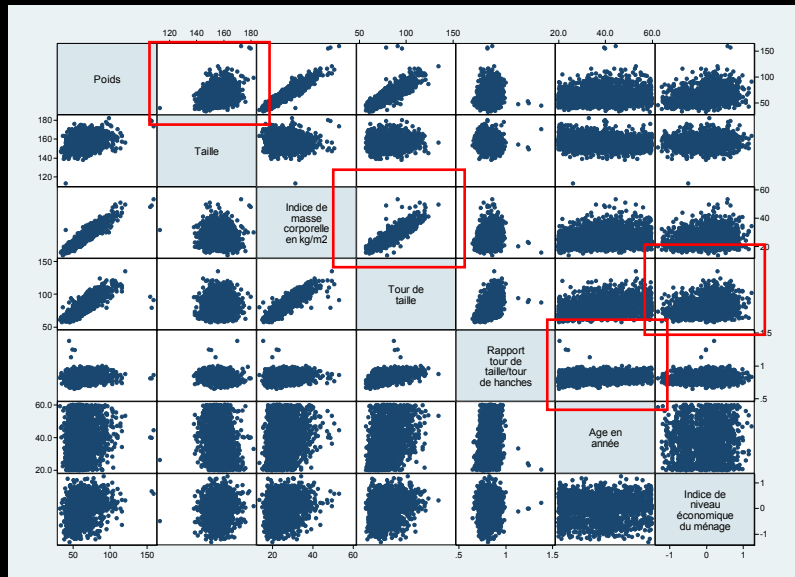 120 140 160 180
50 100 150
20.0 40.0 60.0
Poids
50 100 150
120 140 160 180
Taille
Indice de
masse
corporelle
en kg/m2
20 40 60
50 100 150
Tour de
taille
Rapport
tour de
taille/tour
de hanches
.5 1 1.5
20.0 40.0 60.0
Age en
année
Indice de
niveau
économique
du ménage
-1 0 1
50 100 150
20 40 60
.5 1 1.5
-1 0 1